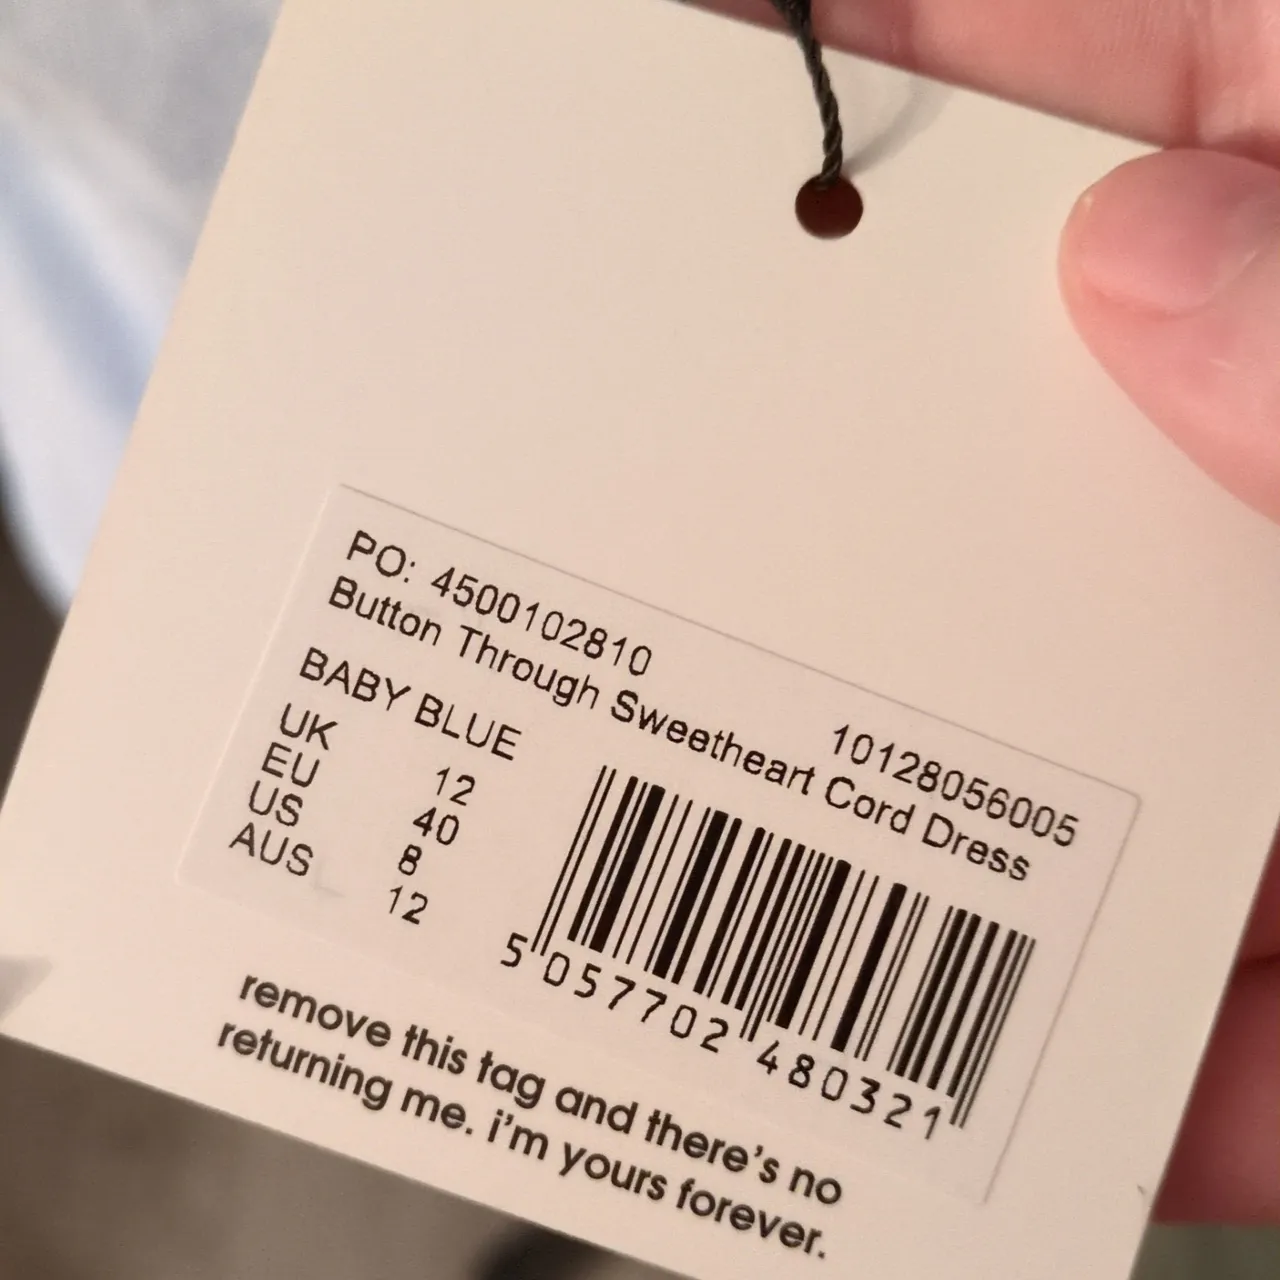 PO: 4500102810
10128056005
Button Through Sweetheart Cord Dress
BABY BLUE
UK 12
EU 40
US 8
AUS 12
5 057702 480321
remove this tag and there's no
returning me. i'm yours forever.